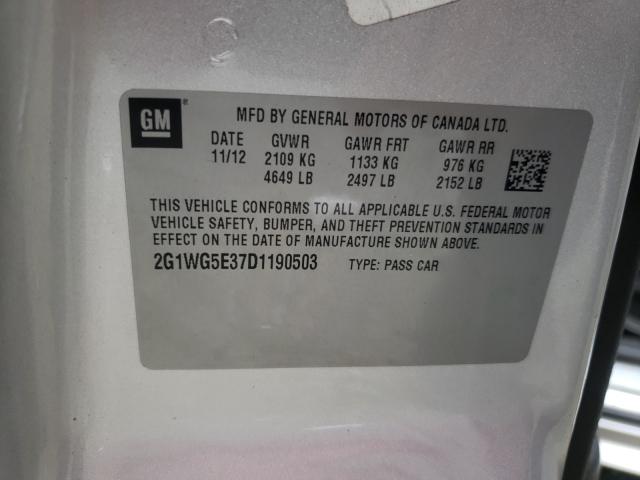 GM
MFD BY GENERAL MOTORS OF CANADA LTD.
DATE GVWR GAWR FRT GAWR RR
11/12 2109 KG 1133 KG 976 KG
4649 LB 2497 LB 2152 LB
THIS VEHICLE CONFORMS TO ALL APPLICABLE U.S. FEDERAL MOTOR
VEHICLE SAFETY, BUMPER, AND THEFT PREVENTION STANDARDS IN
EFFECT ON THE DATE OF MANUFACTURE SHOWN ABOVE.
2G1WG5E37D1190503 TYPE: PASS CAR